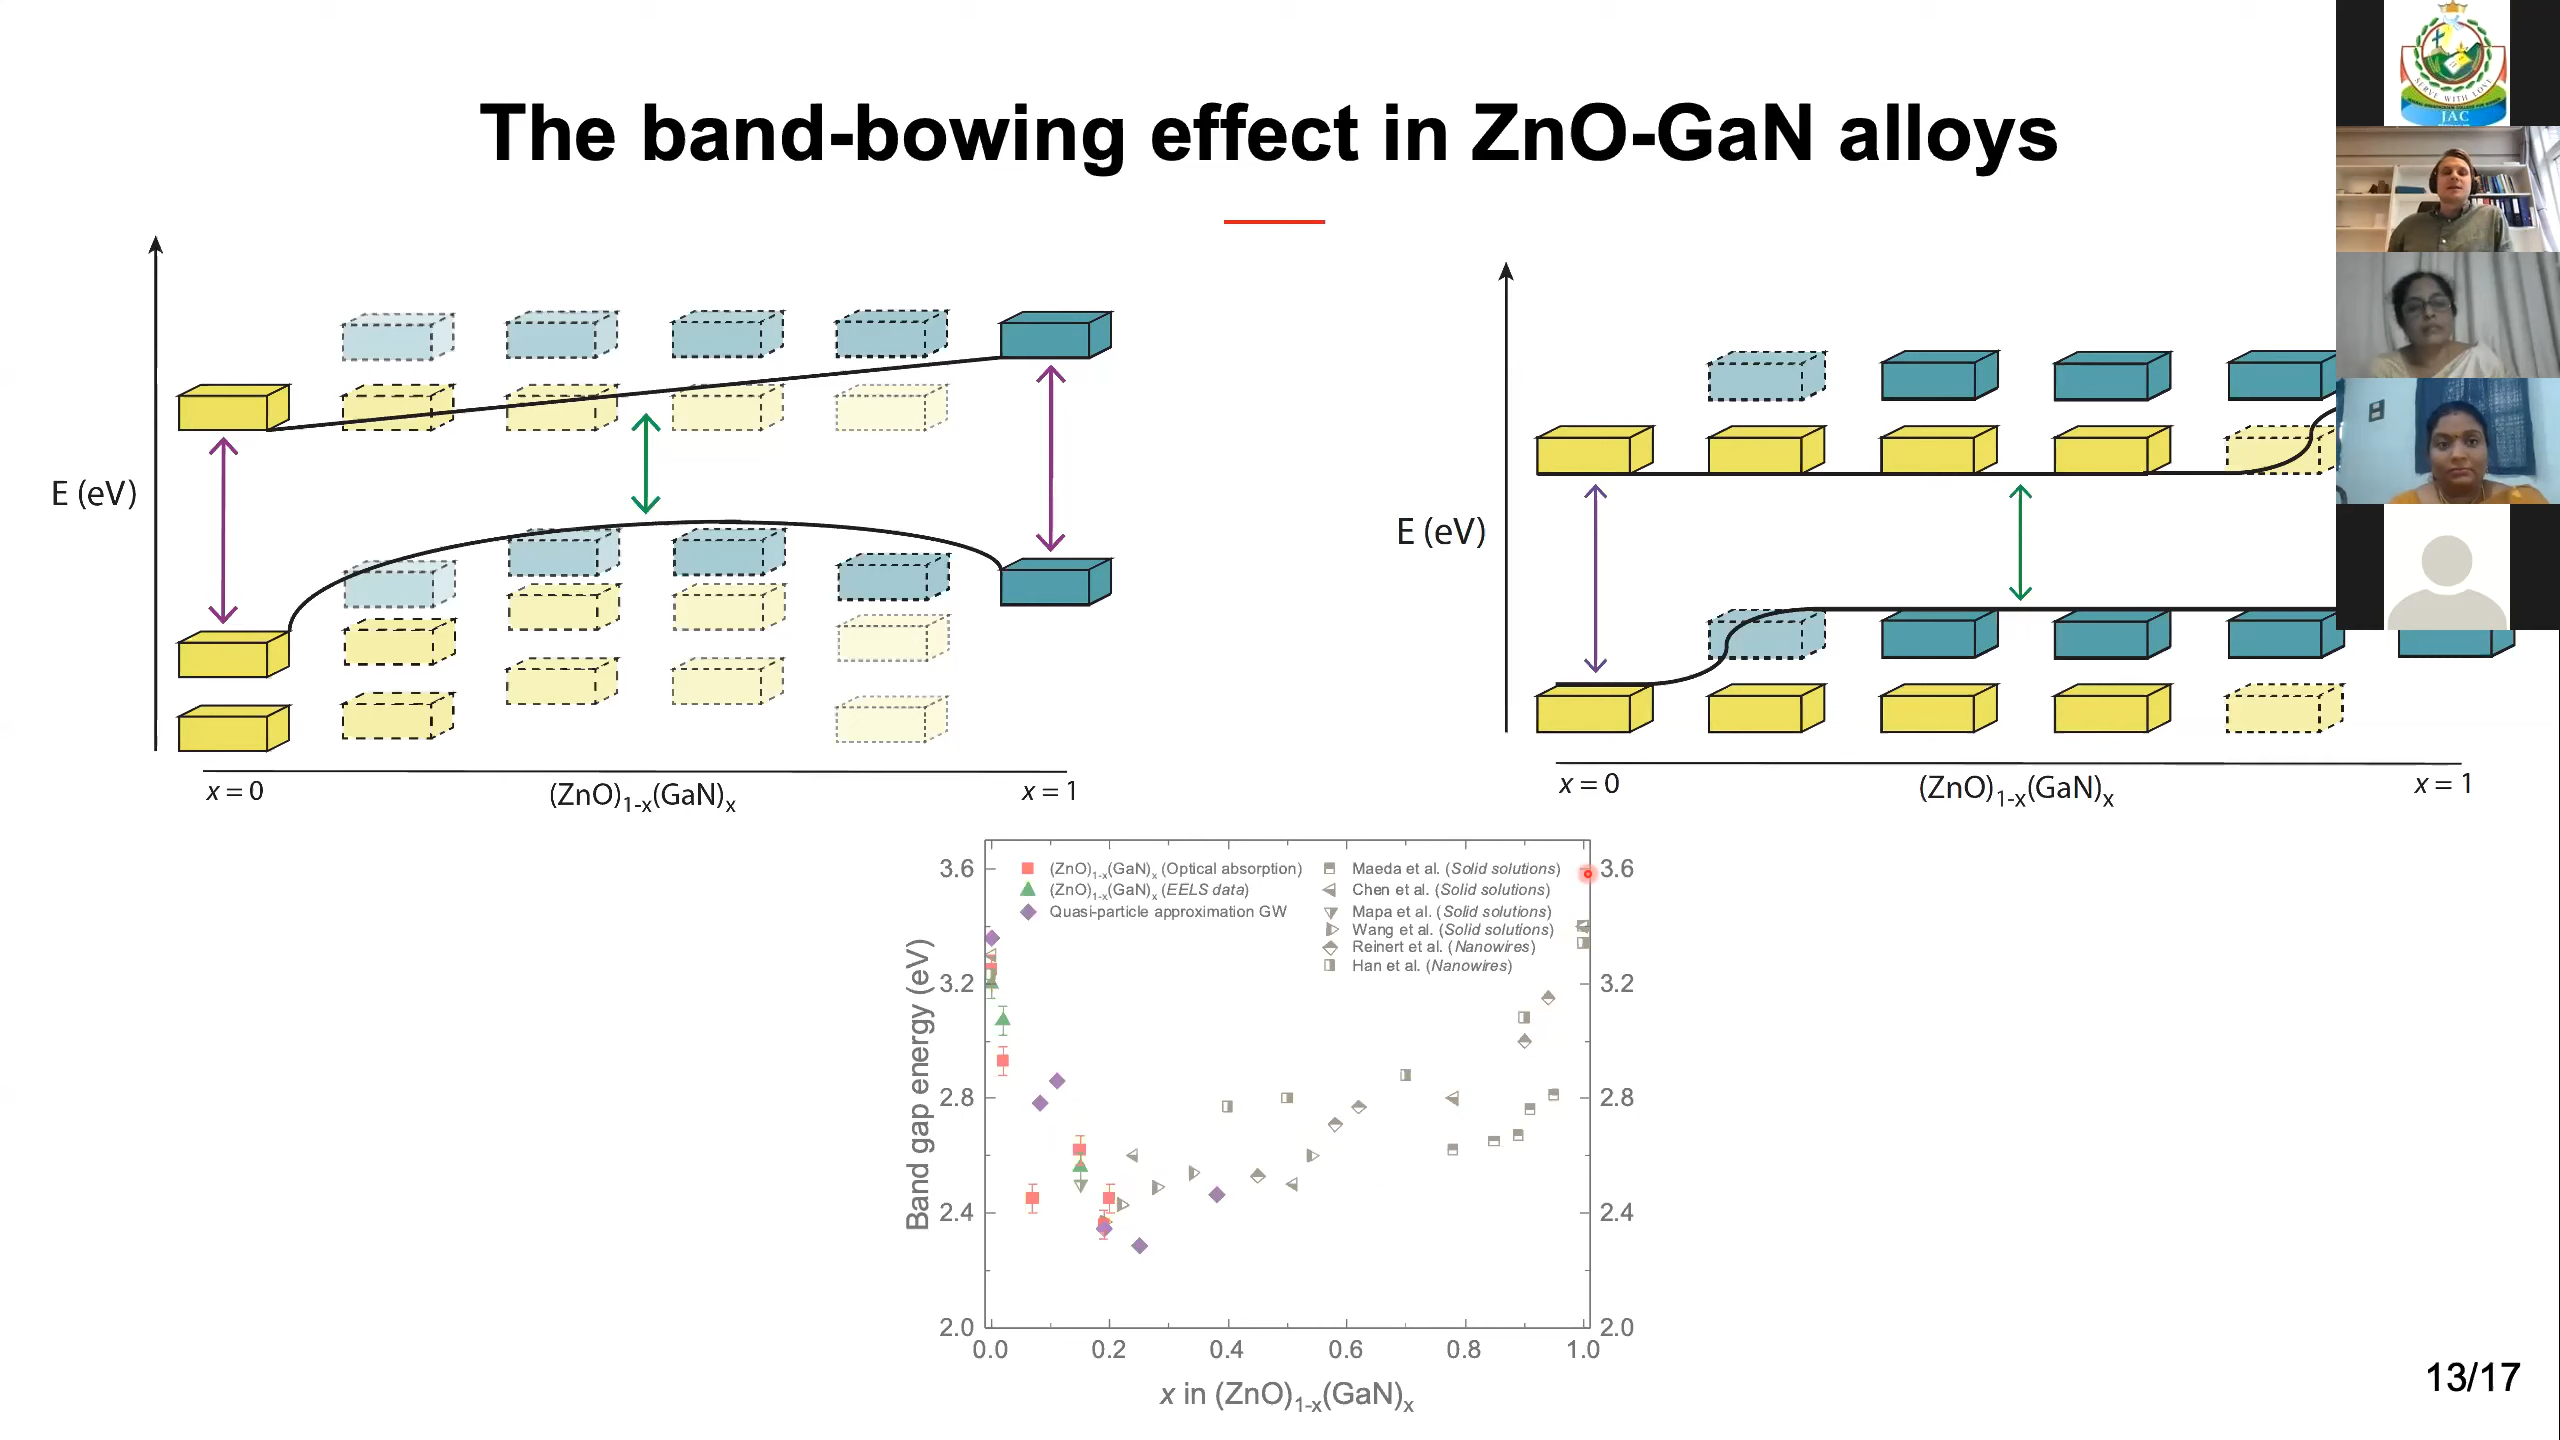 The band-bowing effect in ZnO-GaN alloys
SERVE WITH LOVE
JAC
E (eV)
x = 0
(ZnO)1-x(GaN)x
x = 1
E (eV)
x = 0
(ZnO)1-x(GaN)x
x = 1
3.6
3.2
2.8
2.4
2.0
Band gap energy (eV)
(ZnO)1-x(GaN)x (Optical absorption)
(ZnO)1-x(GaN)x (EELS data)
Quasi-particle approximation GW
Maeda et al. (Solid solutions)
Chen et al. (Solid solutions)
Mapa et al. (Solid solutions)
Wang et al. (Solid solutions)
Reinert et al. (Nanowires)
Han et al. (Nanowires)
3.6
3.2
2.8
2.4
2.0
0.0 0.2 0.4 0.6 0.8 1.0
x in (ZnO)1-x(GaN)x
13/17